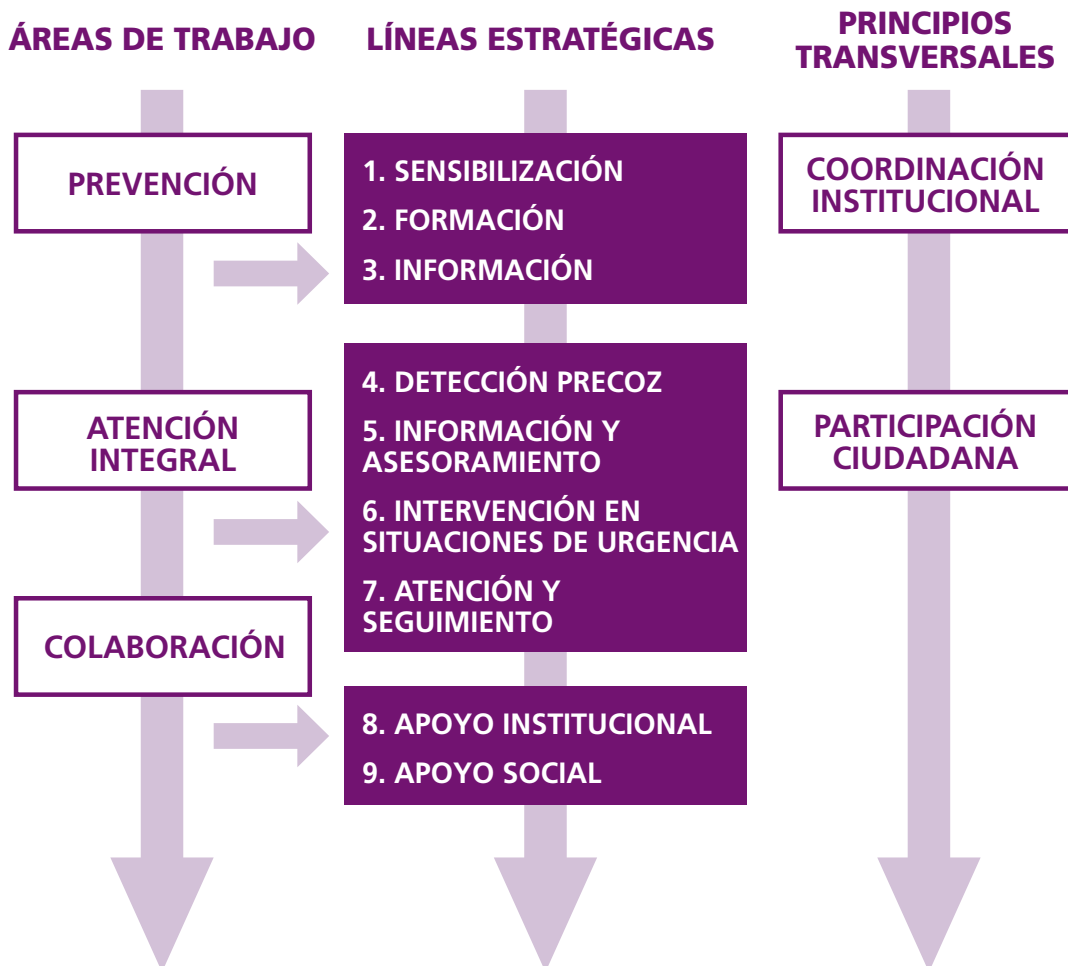 ÁREAS DE TRABAJO
PREVENCIÓN
ATENCIÓN
INTEGRAL
COLABORACIÓN
LÍNEAS ESTRATÉGICAS
1. SENSIBILIZACIÓN
2. FORMACIÓN
3. INFORMACIÓN
4. DETECCIÓN PRECOZ
5. INFORMACIÓN Y
ASESORAMIENTO
6. INTERVENCIÓN EN
SITUACIONES DE URGENCIA
7. ATENCIÓN Y
SEGUIMIENTO
8. APOYO INSTITUCIONAL
9. APOYO SOCIAL
PRINCIPIOS
TRANSVERSALES
COORDINACIÓN
INSTITUCIONAL
PARTICIPACIÓN
CIUDADANA